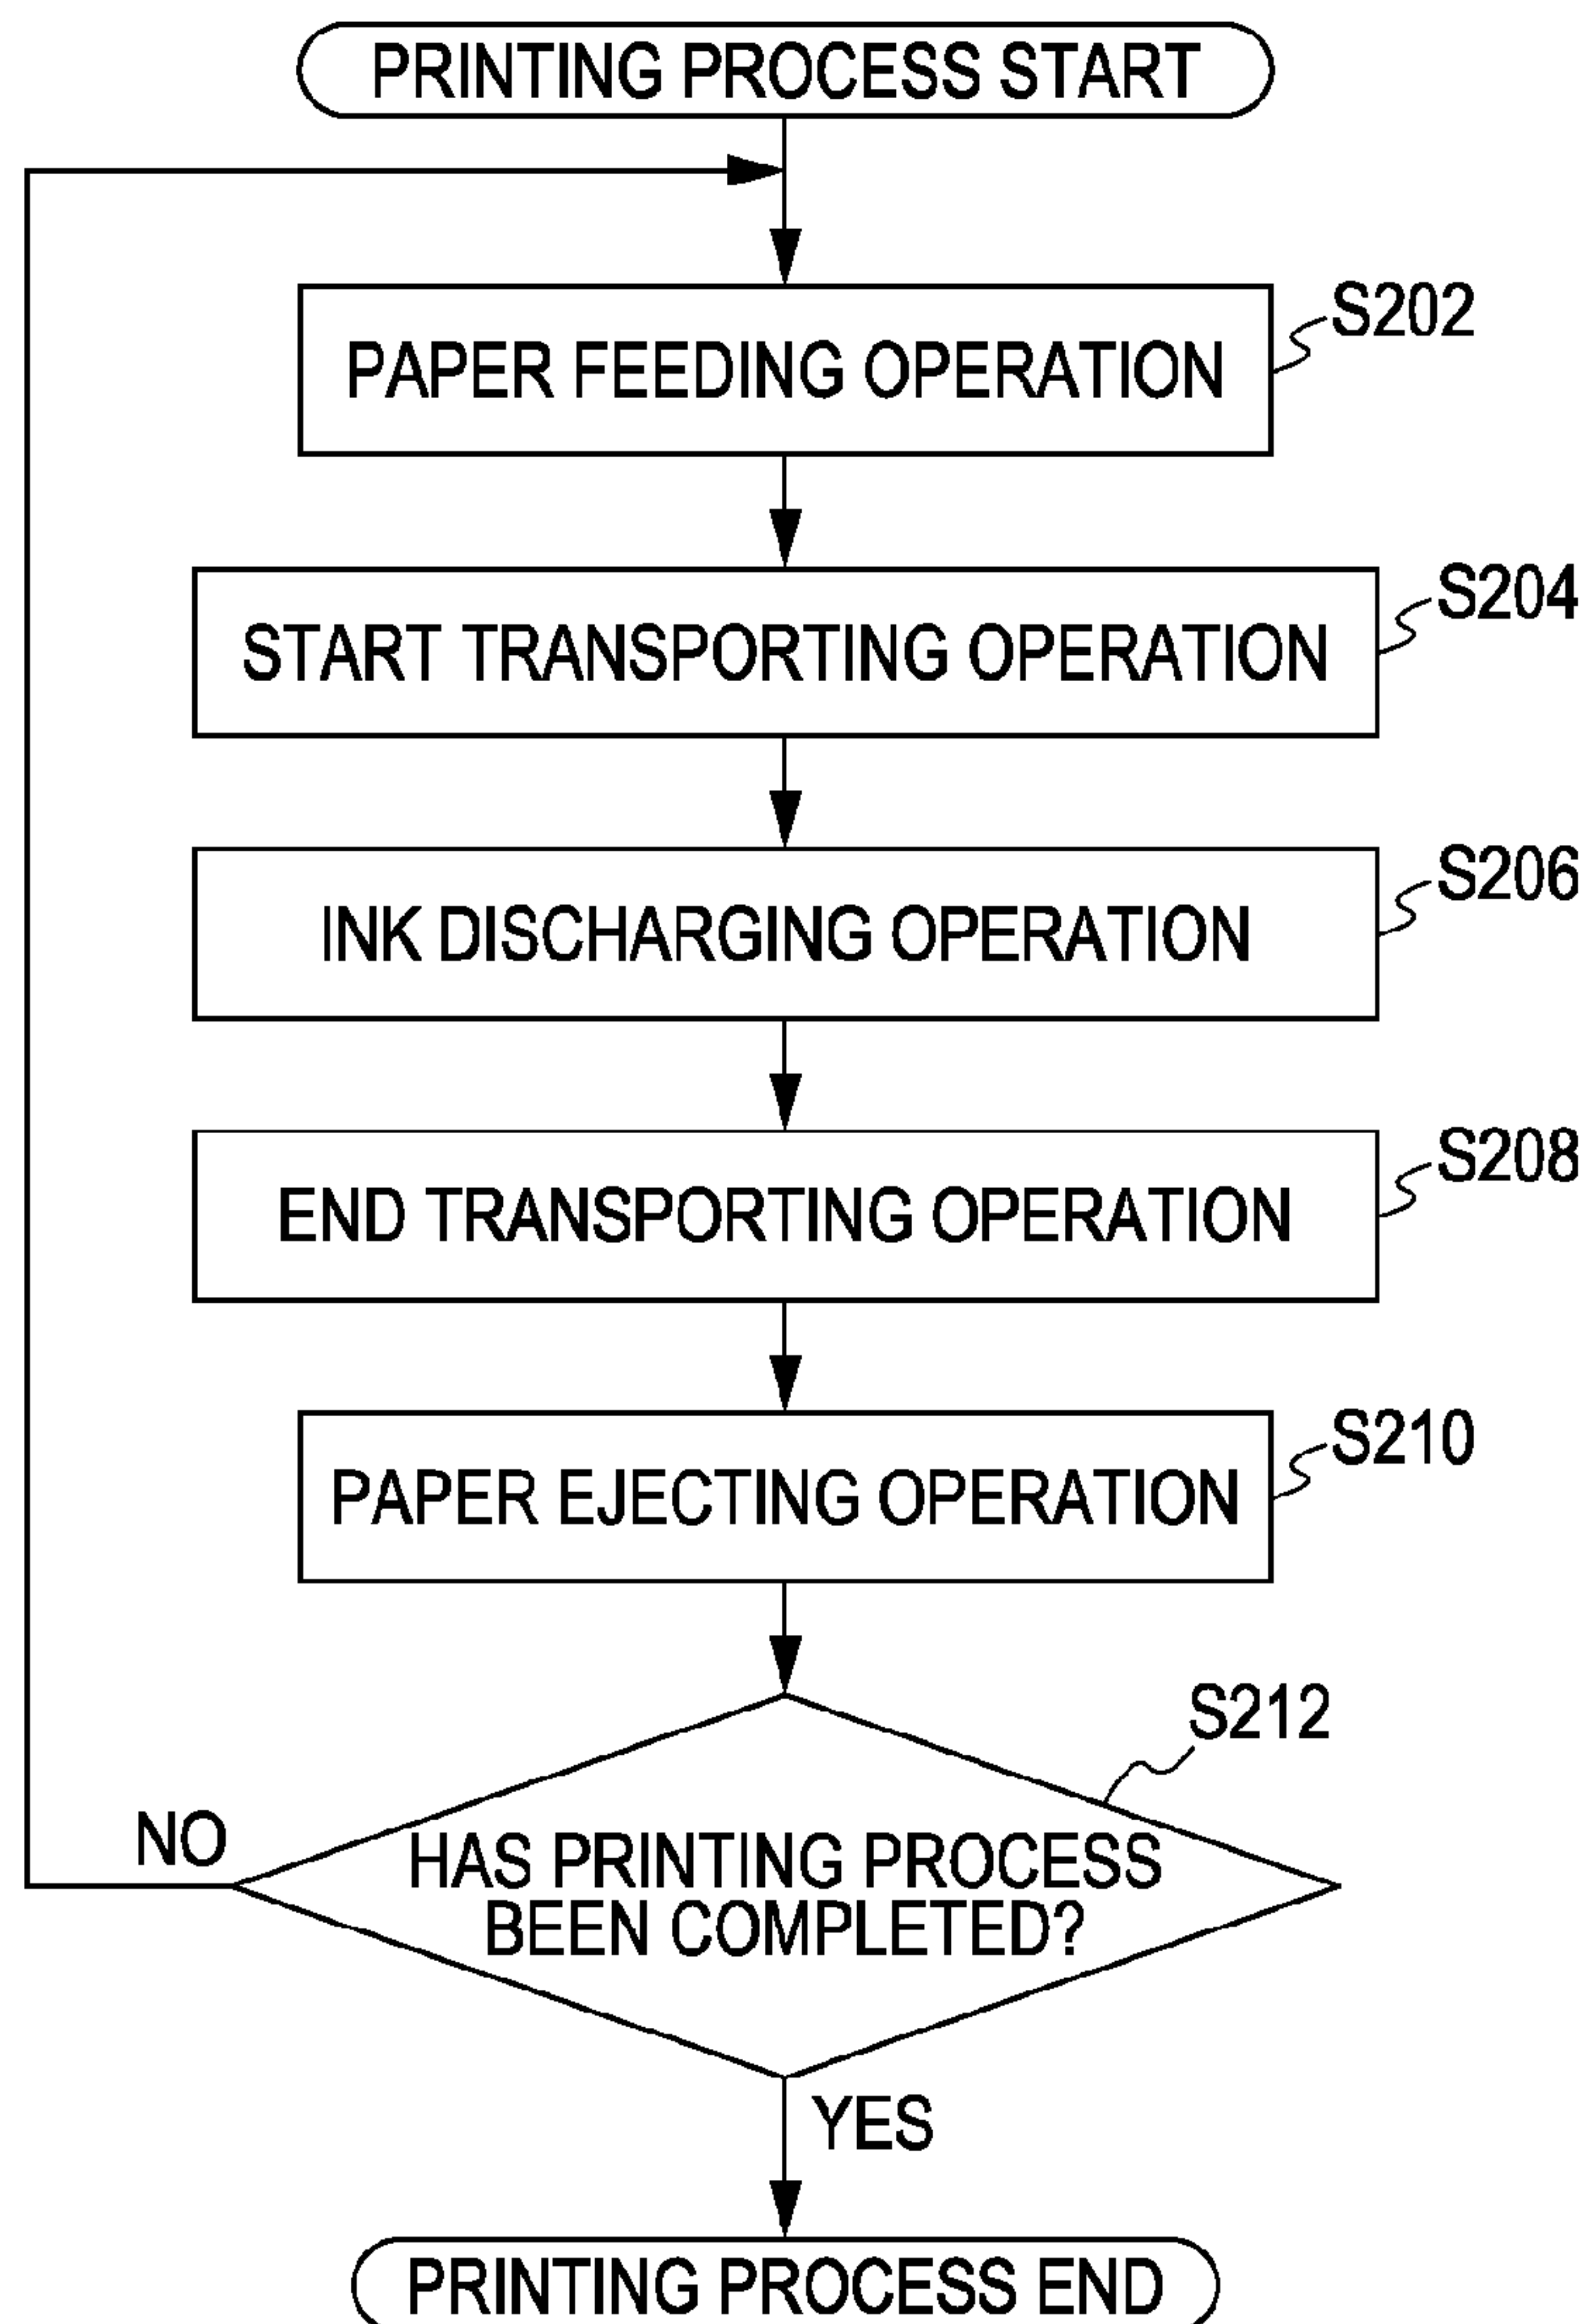 PRINTING PROCESS START
S202
PAPER FEEDING OPERATION
S204
START TRANSPORTING OPERATION
S206
INK DISCHARGING OPERATION
S208
END TRANSPORTING OPERATION
S210
PAPER EJECTING OPERATION
S212
NO
HAS PRINTING PROCESS
BEEN COMPLETED?
YES
PRINTING PROCESS END